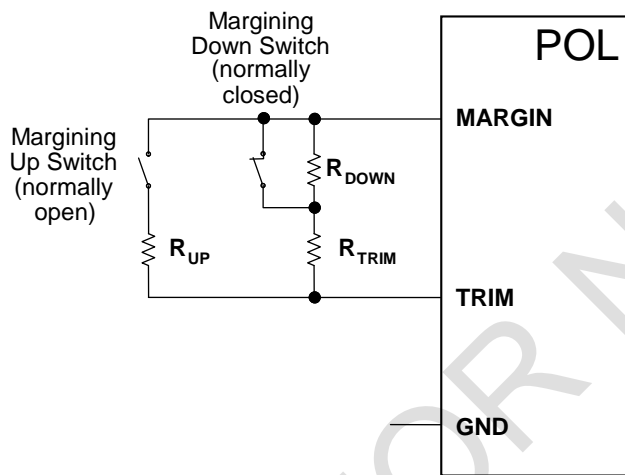 Margining
Down Switch
(normally
closed)
POL
MARGIN
Margining
Up Switch
(normally
open)
RDOWN
RUP
RTRIM
TRIM
GND